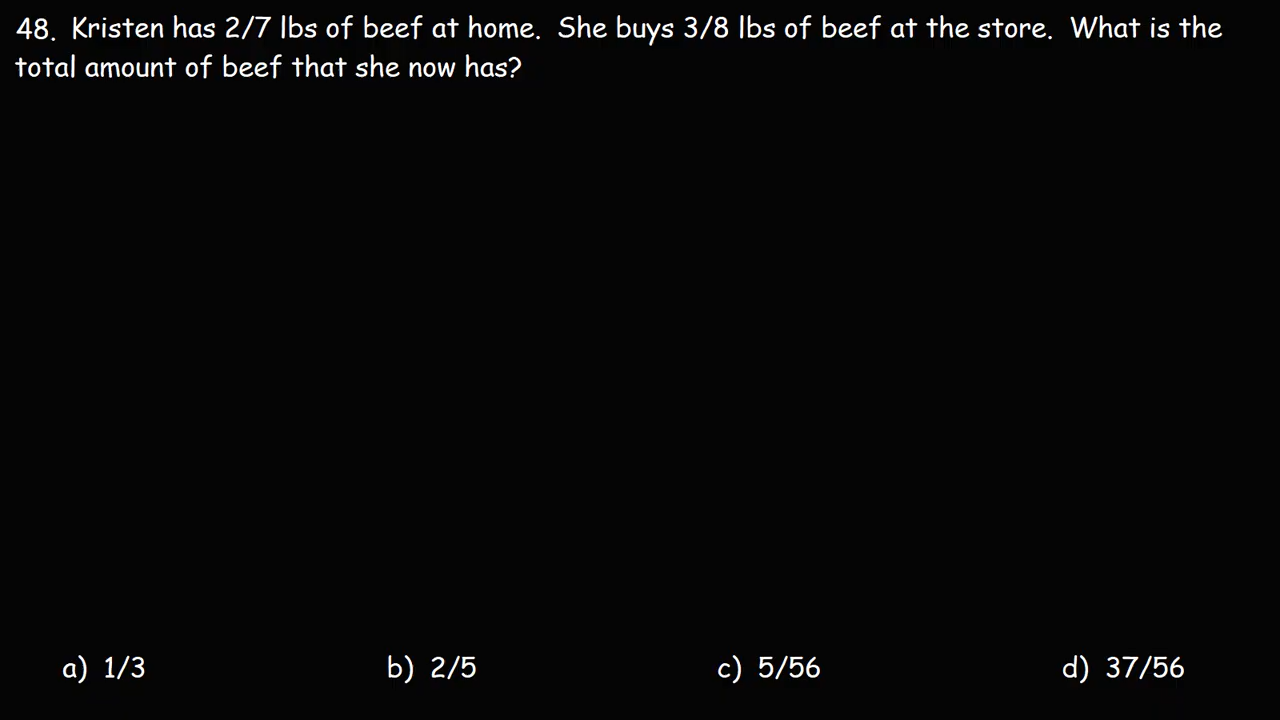 48.  Kristen has 2/7 lbs of beef at home.  She buys 3/8 lbs of beef at the store.  What is the
total amount of beef that she now has?
a)  1/3  b)  2/5  c)  5/56  d)  37/56